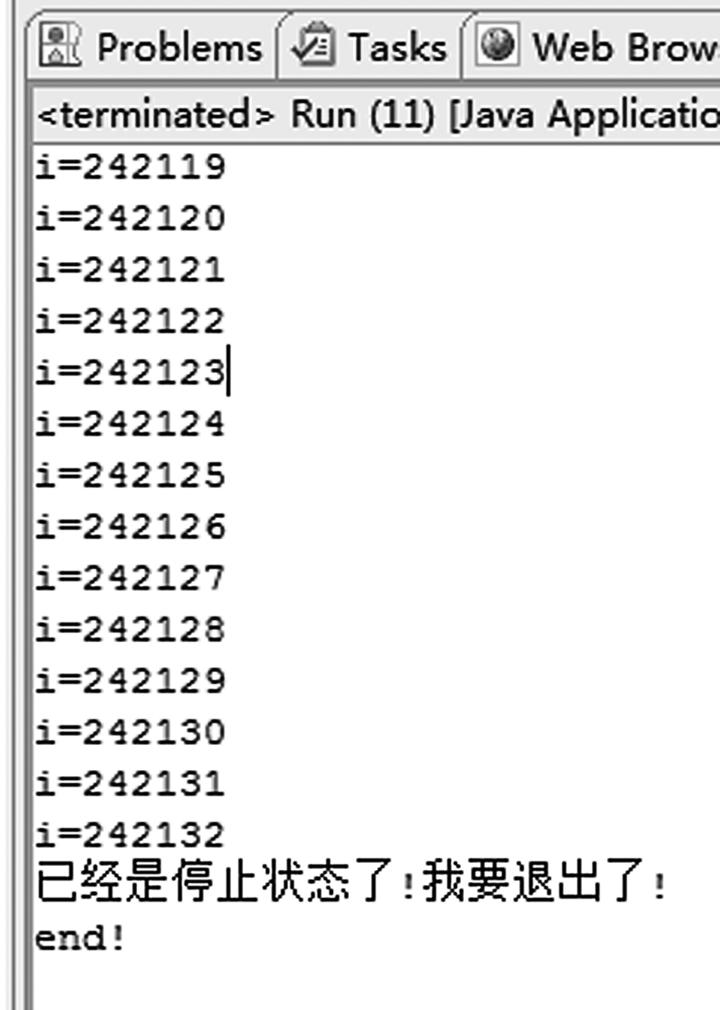 Problems Tasks Web Brow
<terminated> Run (11) [Java Applicatio
i=242119
i=242120
i=242121
i=242122
i=242123
i=242124
i=242125
i=242126
i=242127
i=242128
i=242129
i=242130
i=242131
i=242132
已经是停止状态了!我要退出了!
end!